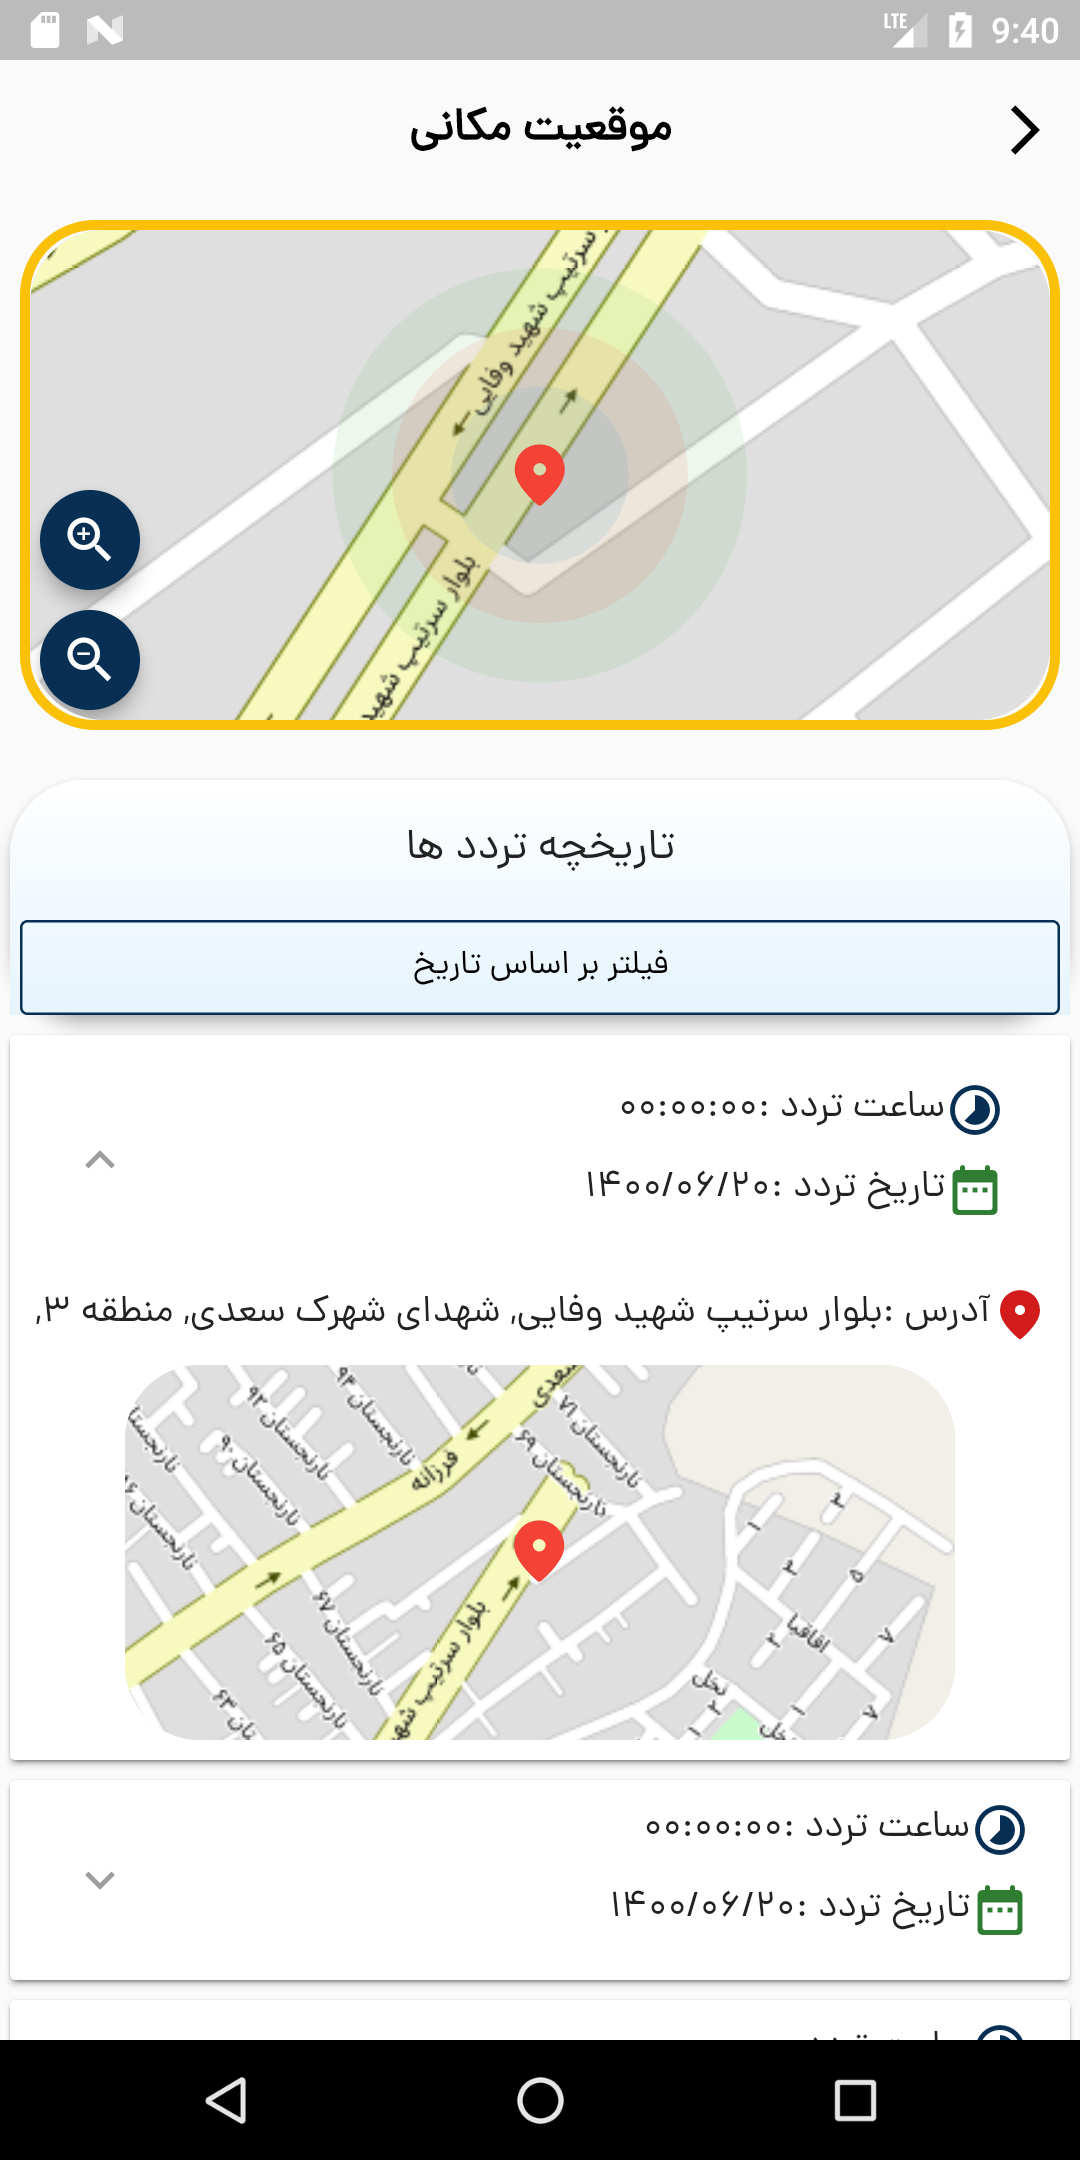 LTE 9:40
موقعیت مکانی
سرتیپ شهید وفایی
بلوار سرتیپ شهید
تاریخچه تردد ها
فیلتر بر اساس تاریخ
ساعت تردد :۰۰:۰۰:۰۰
تاریخ تردد :۱۴۰۰/۰۶/۲۰
آدرس :بلوار سرتیپ شهید وفایی, شهدای شهرک سعدی, منطقه ۳,
سعدی
نارنجستان ۹۳
نارنجستان ۹۲
نارنجستان ۹۰
نارنجستان ۷۱
نارنجستان ۶۹
فرزانه
نارنجستان ۶۷
نارنجستان ۶۵
بلوار سرتیپ شه
اقاقیا
نخل
ساعت تردد :۰۰:۰۰:۰۰
تاریخ تردد :۱۴۰۰/۰۶/۲۰